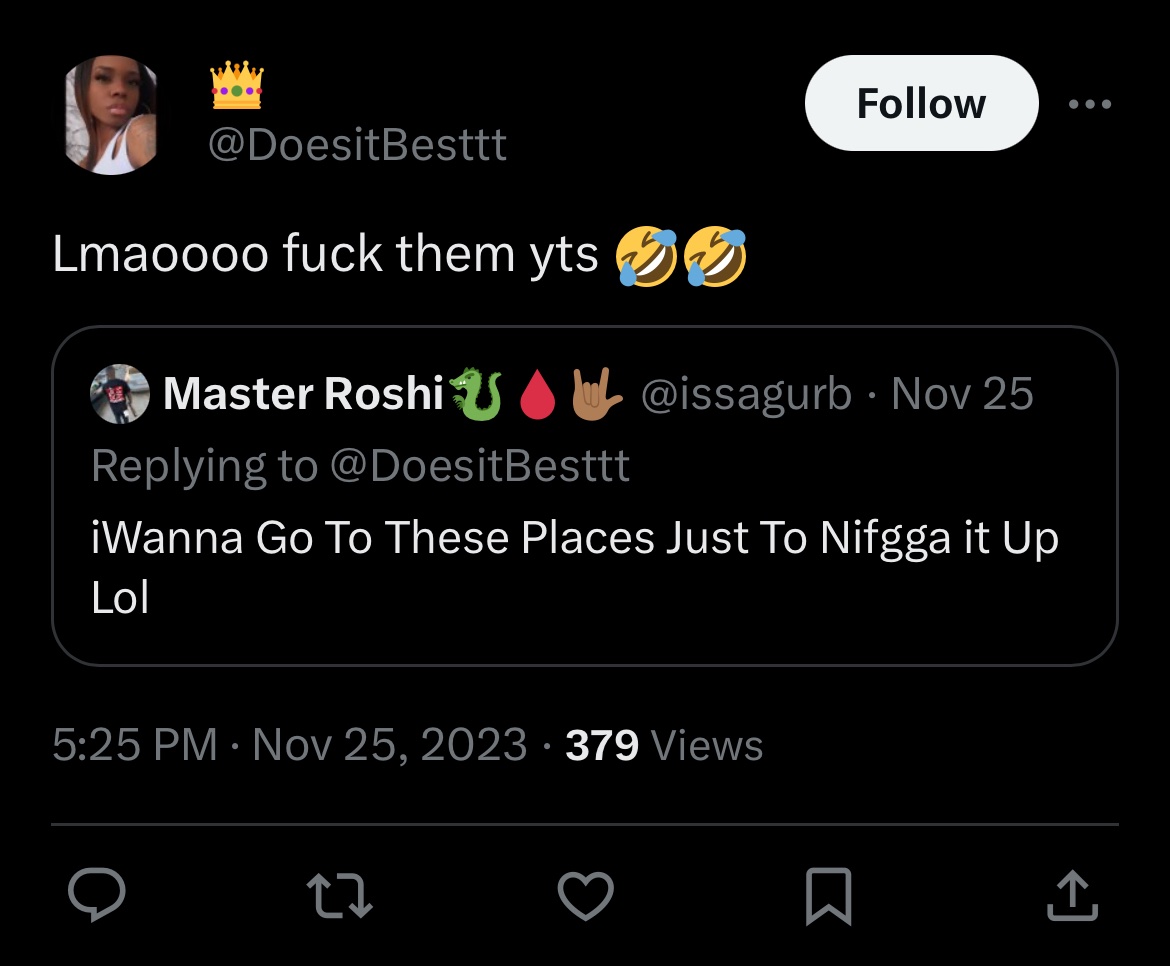 👑
Follow
@DoesitBesttt
Lmaoooo fuck them yts 🤣🤣
Master Roshi🐉🩸🤟🏽 @issagurb · Nov 25
Replying to @DoesitBesttt
iWanna Go To These Places Just To Nifgga it Up
Lol
5:25 PM · Nov 25, 2023 · 379 Views